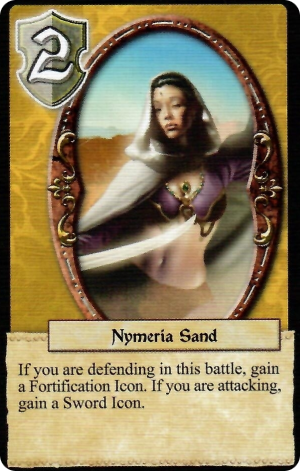 2
Nymeria Sand
If you are defending in this battle, gain
a Fortification Icon. If you are attacking,
gain a Sword Icon.